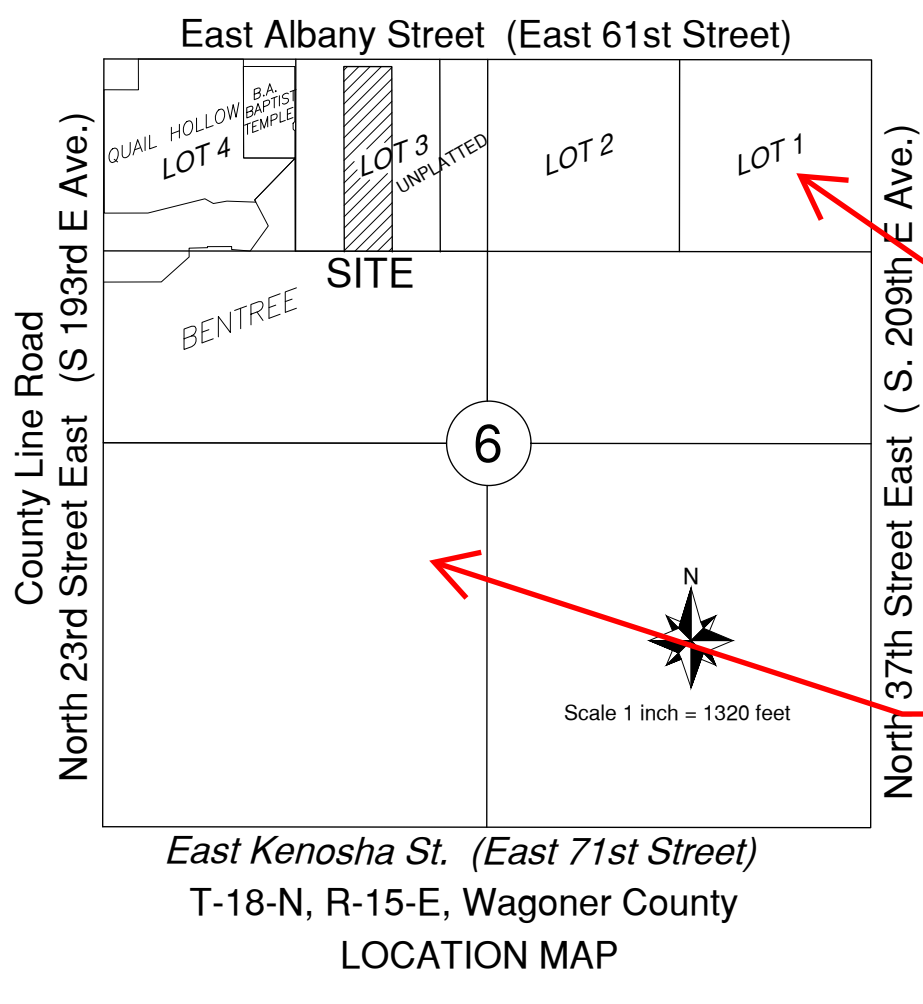 East Albany Street (East 61st Street)
QUAIL HOLLOW
LOT 4
B.A.
BAPTIST
TEMPLE
LOT 3
UNPLATTED
LOT 2
LOT 1
SITE
BENTREE
County Line Road
North 23rd Street East (S 193rd E Ave.)
6
North 37th Street East ( S. 209th E Ave.)
N
Scale 1 inch = 1320 feet
East Kenosha St. (East 71st Street)
T-18-N, R-15-E, Wagoner County
LOCATION MAP